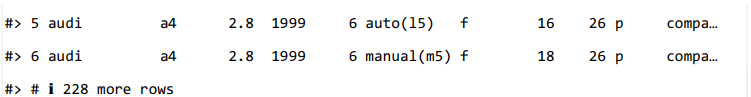 #> 5 audi a4 2.8 1999 6 auto(l5) f 16 26 p compa…
#> 6 audi a4 2.8 1999 6 manual(m5) f 18 26 p compa…
#> # ℹ 228 more rows